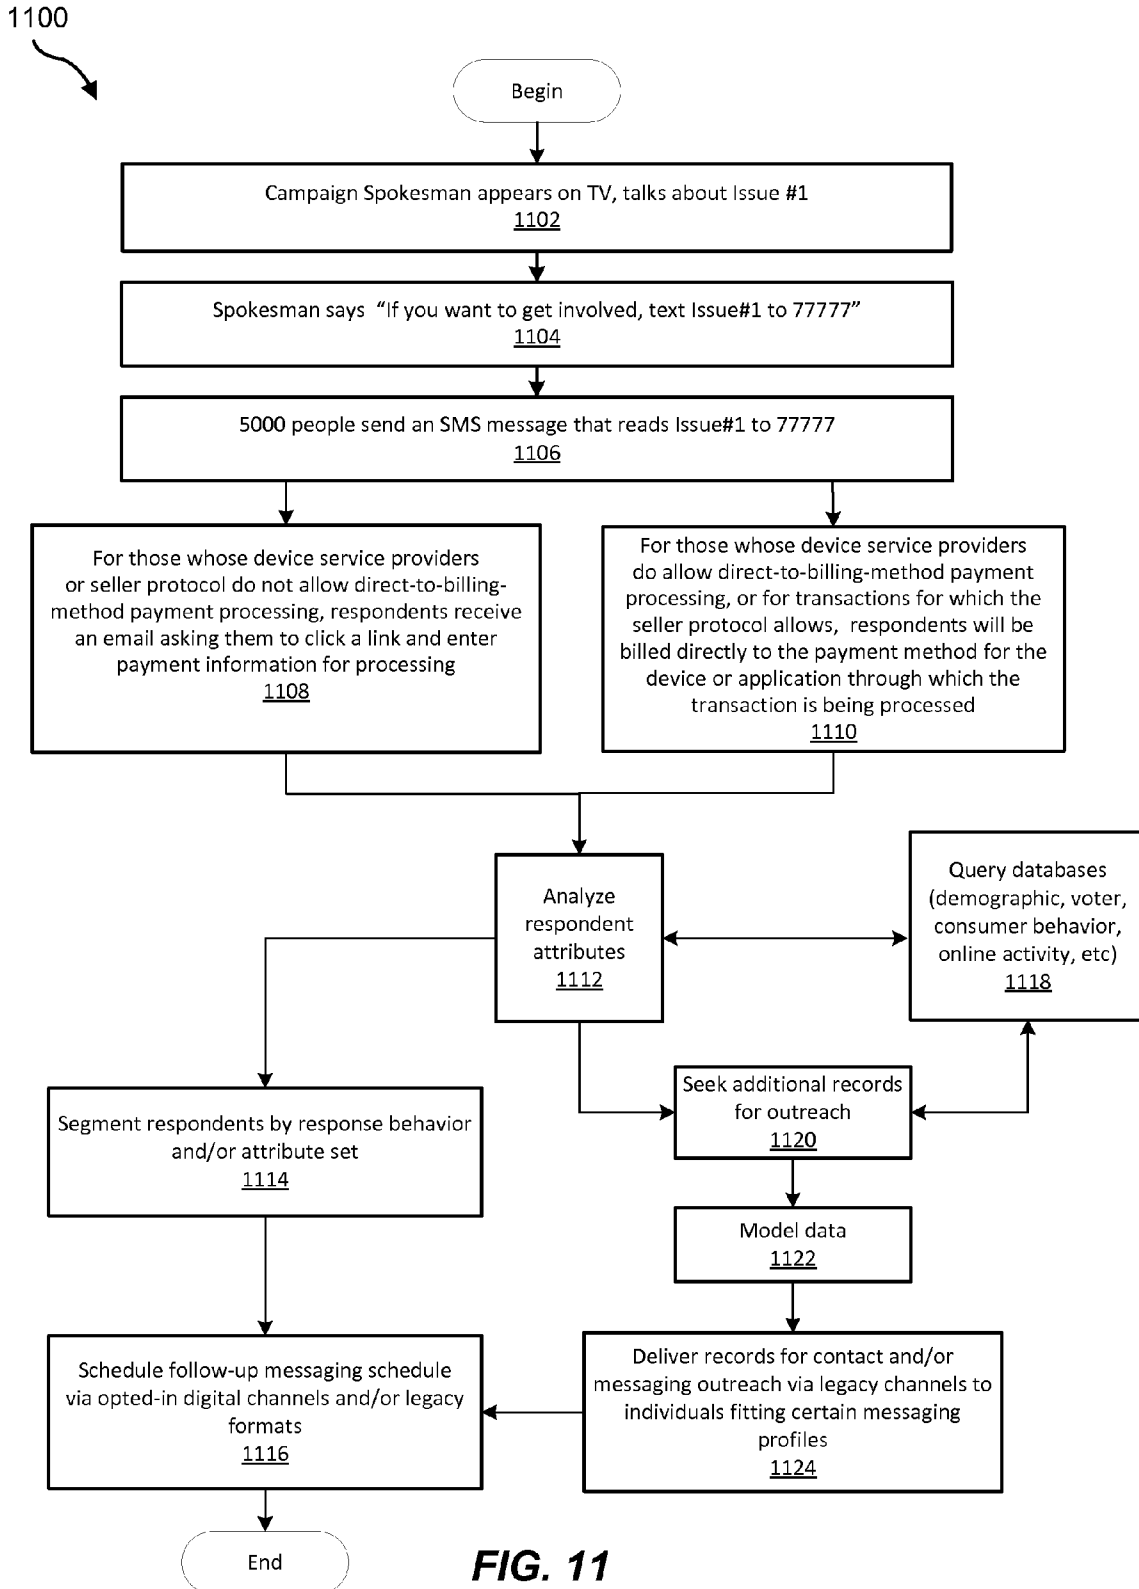 1100
Begin
Campaign Spokesman appears on TV, talks about Issue #1
1102
Spokesman says “If you want to get involved, text Issue#1 to 77777”
1104
5000 people send an SMS message that reads Issue#1 to 77777
1106
For those whose device service providers
or seller protocol do not allow direct-to-billing-
method payment processing, respondents receive
an email asking them to click a link and enter
payment information for processing
1108
For those whose device service providers
do allow direct-to-billing-method payment
processing, or for transactions for which the
seller protocol allows, respondents will be
billed directly to the payment method for the
device or application through which the
transaction is being processed
1110
Analyze
respondent
attributes
1112
Query databases
(demographic, voter,
consumer behavior,
online activity, etc)
1118
Segment respondents by response behavior
and/or attribute set
1114
Seek additional records
for outreach
1120
Model data
1122
Schedule follow-up messaging schedule
via opted-in digital channels and/or legacy
formats
1116
Deliver records for contact and/or
messaging outreach via legacy channels to
individuals fitting certain messaging
profiles
1124
End
FIG. 11